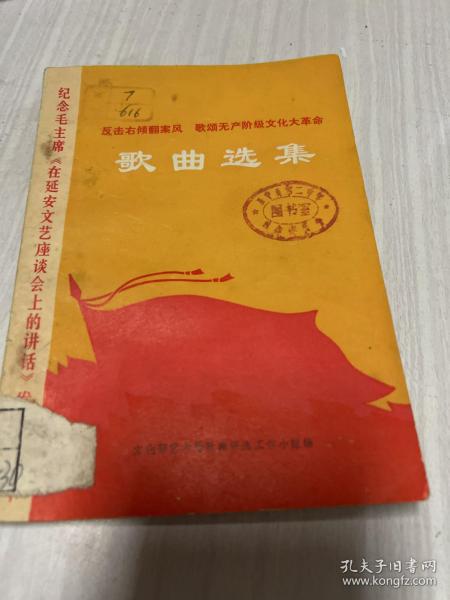 纪念毛主席《在延安文艺座谈会上的讲话》发
7
616
反击右倾翻案风 歌颂无产阶级文化大革命
歌曲选集
图书室
孔夫子旧书网
www.kongfz.com